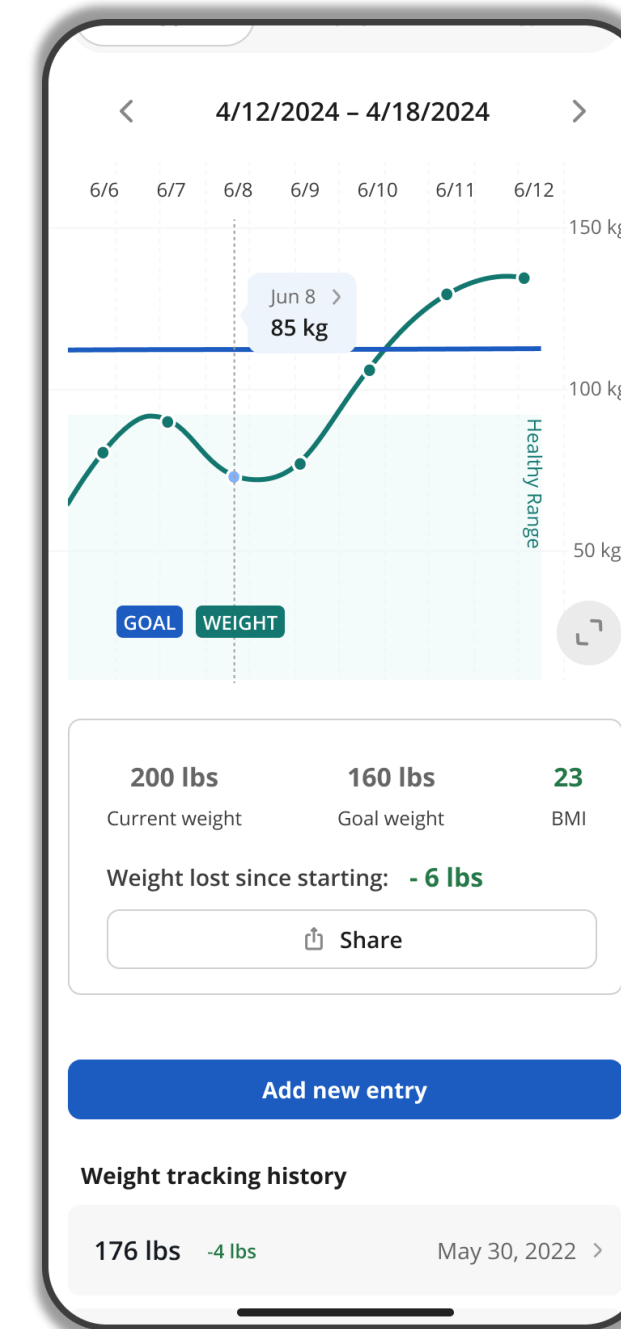 4/12/2024 – 4/18/2024
6/6 6/7 6/8 6/9 6/10 6/11 6/12
150 kg
Jun 8
85 kg
100 kg
Healthy Range
50 kg
GOAL WEIGHT
200 lbs 160 lbs 23
Current weight Goal weight BMI
Weight lost since starting: - 6 lbs
Share
Add new entry
Weight tracking history
176 lbs -4 lbs May 30, 2022